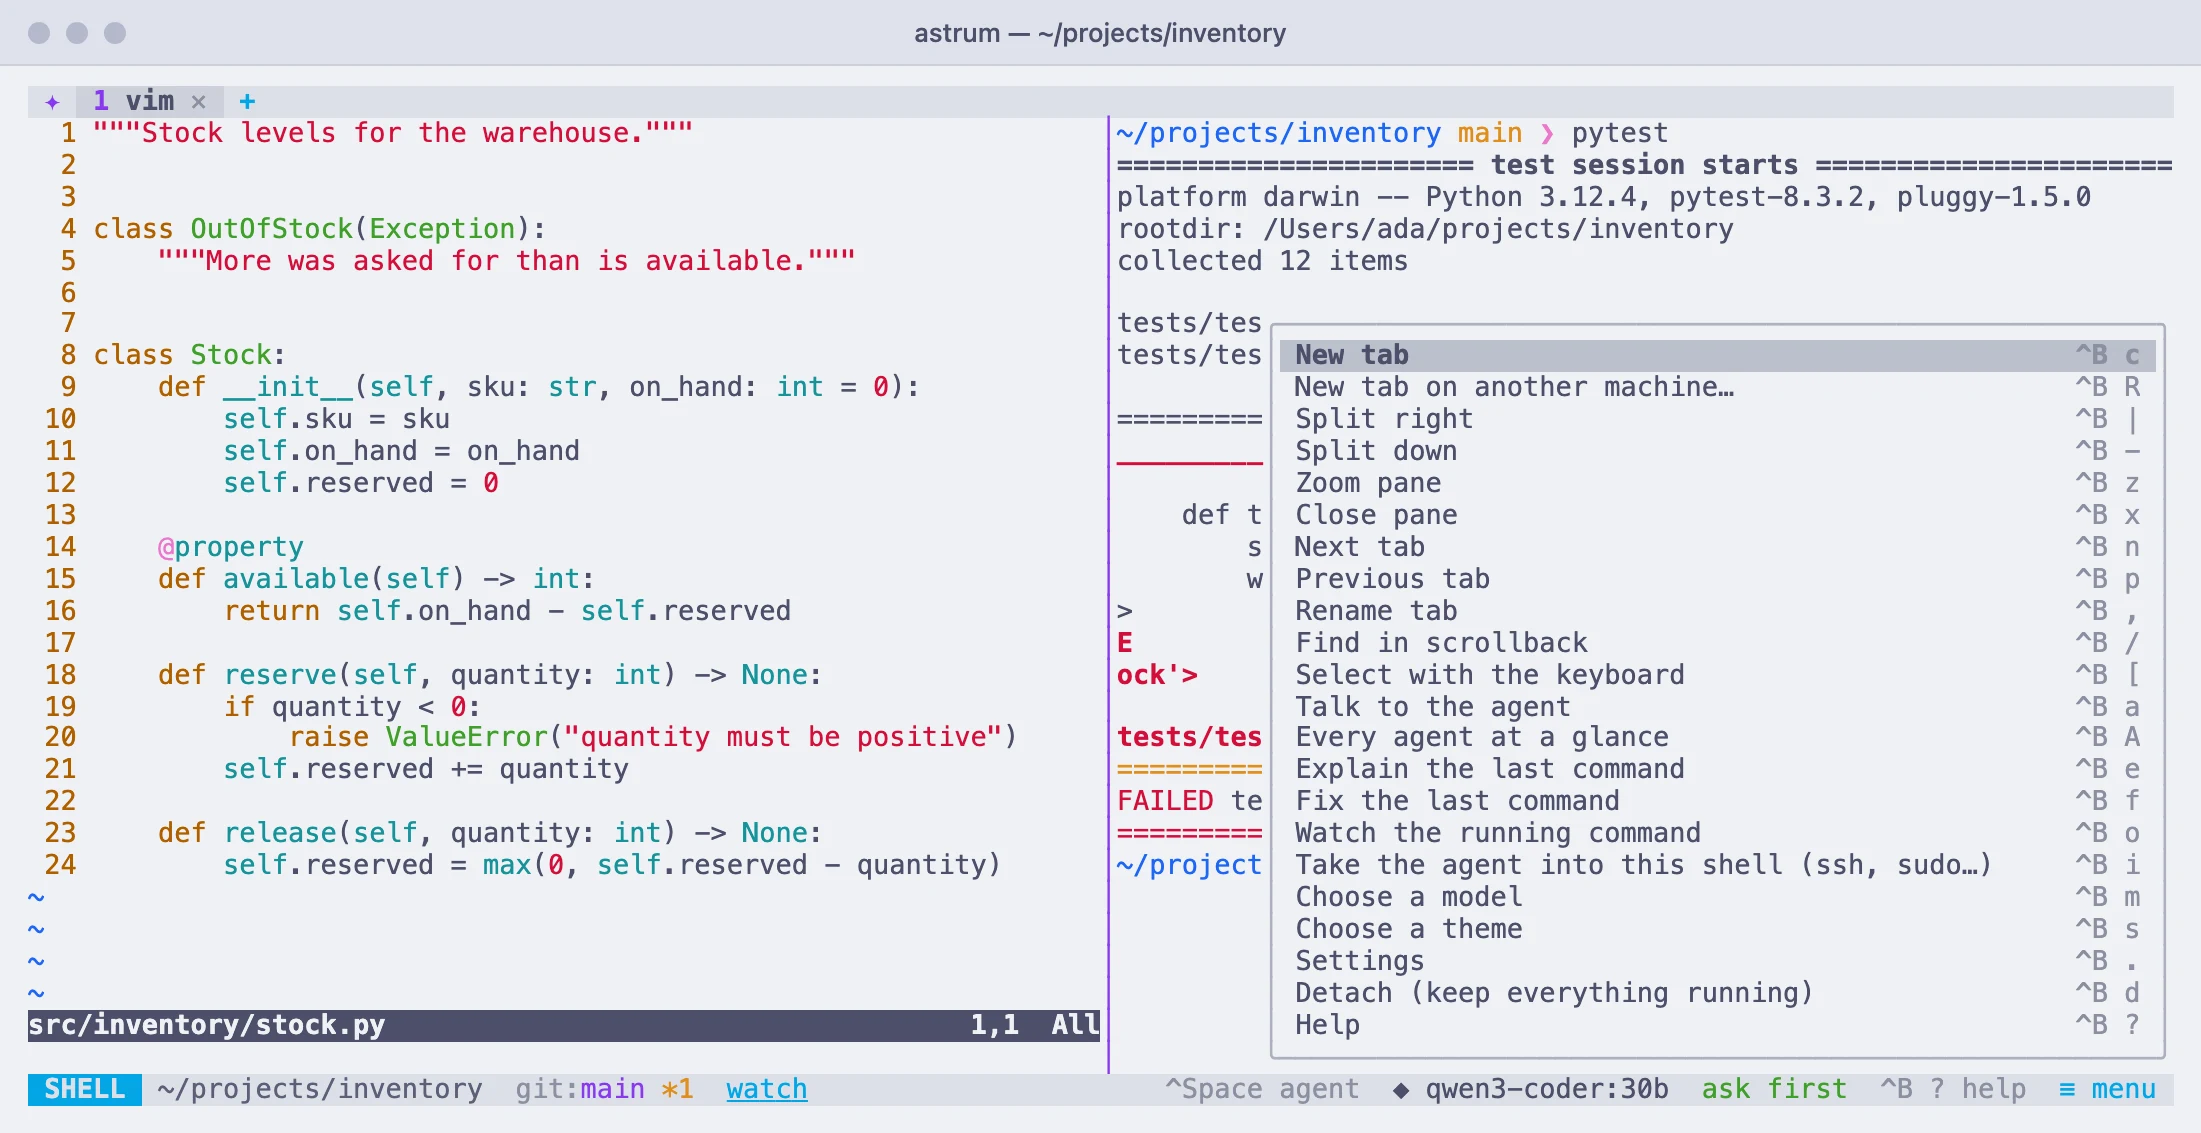 astrum — ~/projects/inventory
✦ 1 vim × +
1 """Stock levels for the warehouse."""
2
3
4 class OutOfStock(Exception):
5     """More was asked for than is available."""
6
7
8 class Stock:
9     def __init__(self, sku: str, on_hand: int = 0):
10         self.sku = sku
11         self.on_hand = on_hand
12         self.reserved = 0
13
14     @property
15     def available(self) -> int:
16         return self.on_hand - self.reserved
17
18     def reserve(self, quantity: int) -> None:
19         if quantity < 0:
20             raise ValueError("quantity must be positive")
21         self.reserved += quantity
22
23     def release(self, quantity: int) -> None:
24         self.reserved = max(0, self.reserved - quantity)
~
~
~
~
src/inventory/stock.py 1,1 All
~/projects/inventory main ❯ pytest
====================== test session starts ======================
platform darwin -- Python 3.12.4, pytest-8.3.2, pluggy-1.5.0
rootdir: /Users/ada/projects/inventory
collected 12 items
tests/tes
tests/tes
=========
_________
    def t
        s
        w
>
E
ock'>
tests/tes
=========
FAILED te
=========
~/project
New tab ^B c
New tab on another machine… ^B R
Split right ^B |
Split down ^B -
Zoom pane ^B z
Close pane ^B x
Next tab ^B n
Previous tab ^B p
Rename tab ^B ,
Find in scrollback ^B /
Select with the keyboard ^B [
Talk to the agent ^B a
Every agent at a glance ^B A
Explain the last command ^B e
Fix the last command ^B f
Watch the running command ^B o
Take the agent into this shell (ssh, sudo…) ^B i
Choose a model ^B m
Choose a theme ^B s
Settings ^B .
Detach (keep everything running) ^B d
Help ^B ?
SHELL ~/projects/inventory git:main *1 watch ^Space agent ◆ qwen3-coder:30b ask first ^B ? help ≡ menu